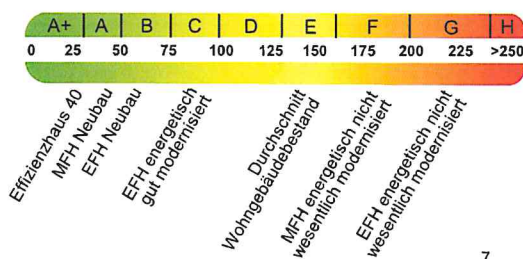 A+ A B C D E F G H
0 25 50 75 100 125 150 175 200 225 >250
Effizienzhaus 40
MFH Neubau
EFH Neubau
EFH energetisch
gut modernisiert
Durchschnitt
Wohngebäudebestand
MFH energetisch nicht
wesentlich modernisiert
EFH energetisch nicht
wesentlich modernisiert
7